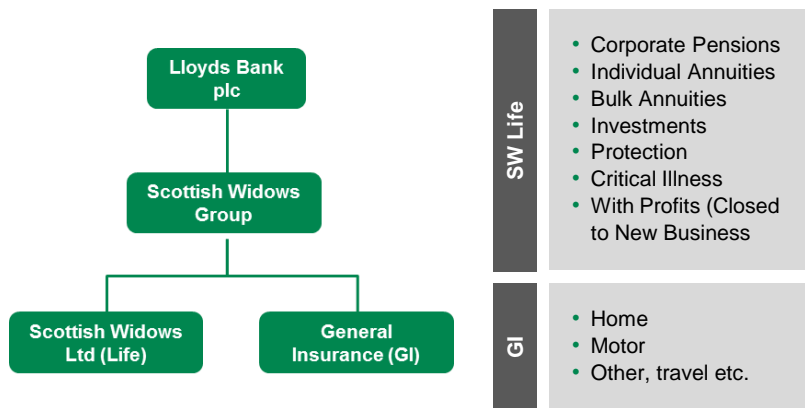 Lloyds Bank
plc
Scottish Widows
Group
Scottish Widows
Ltd (Life)
General
Insurance (GI)
SW Life
• Corporate Pensions
• Individual Annuities
• Bulk Annuities
• Investments
• Protection
• Critical Illness
• With Profits (Closed
to New Business
GI
• Home
• Motor
• Other, travel etc.